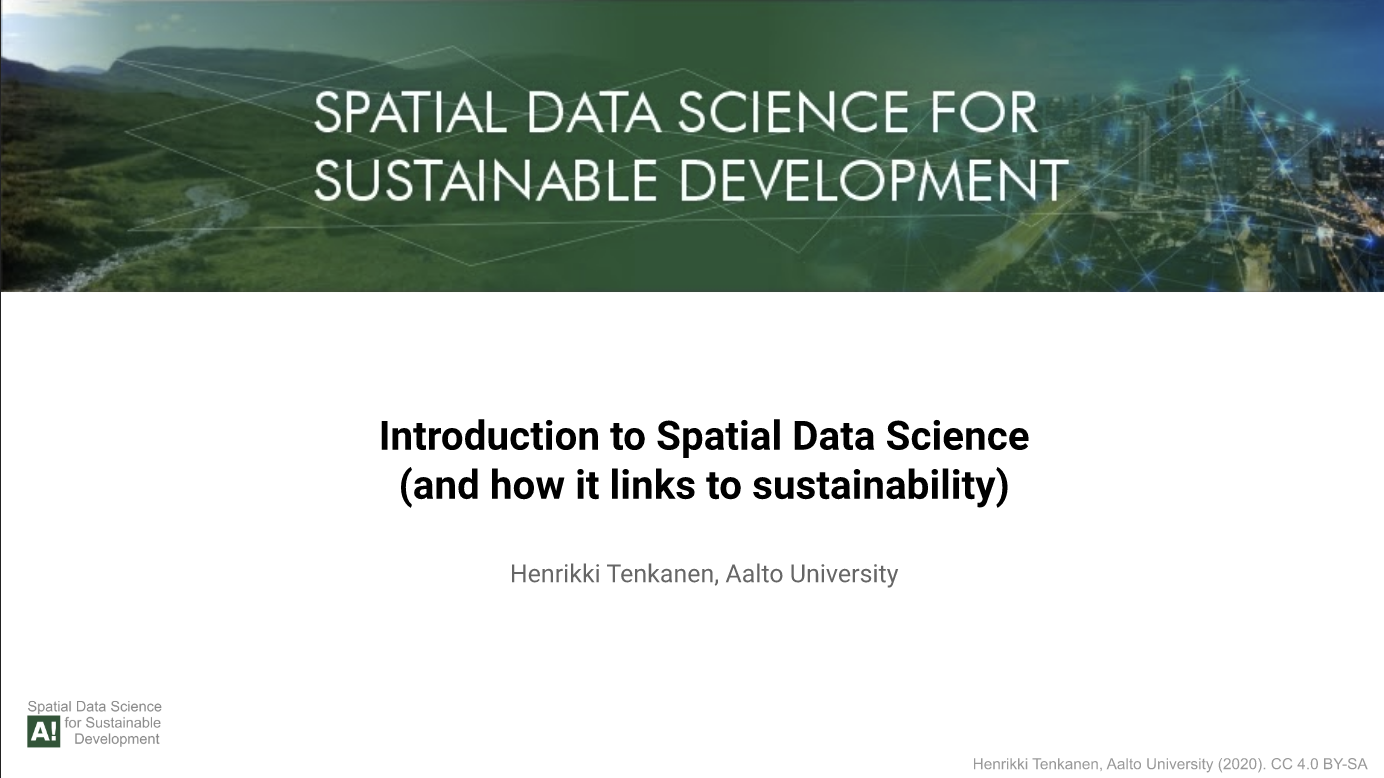 SPATIAL DATA SCIENCE FOR
SUSTAINABLE DEVELOPMENT
Introduction to Spatial Data Science
(and how it links to sustainability)
Henrikki Tenkanen, Aalto University
Spatial Data Science
A! for Sustainable
Development
Henrikki Tenkanen, Aalto University (2020). CC 4.0 BY-SA